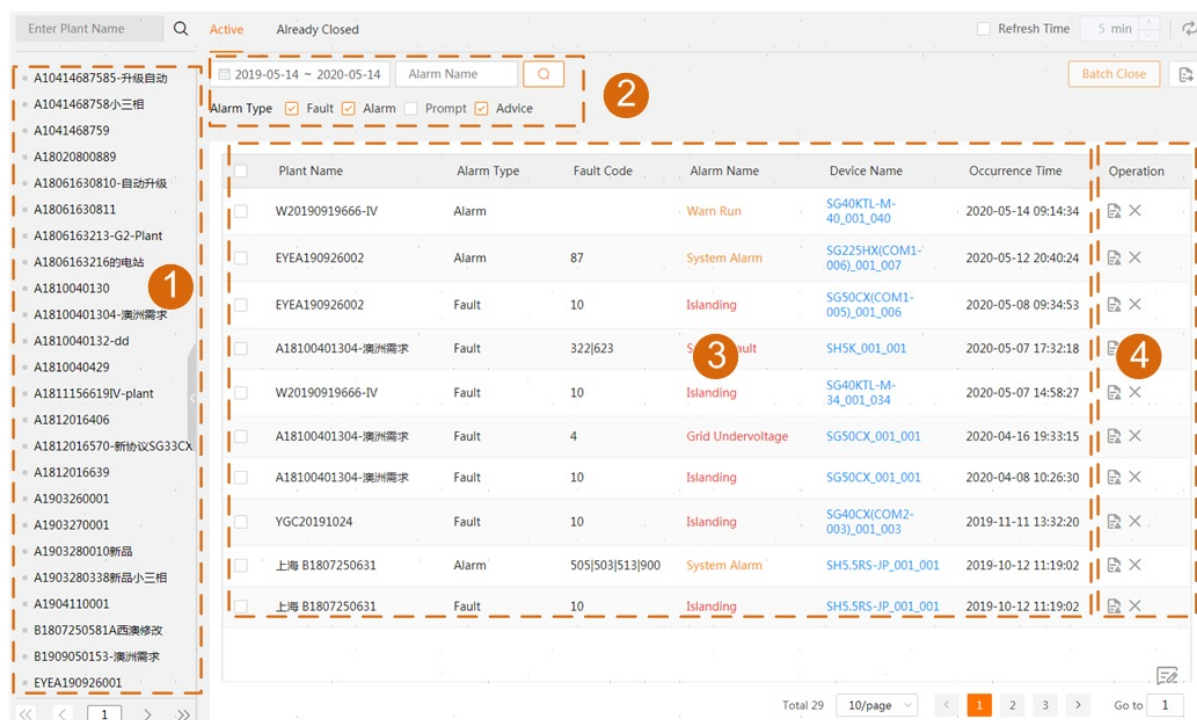 Enter Plant Name
Active Already Closed
Refresh Time 5 min
A10414687585-升级自动
A1041468758小三相
A1041468759
A18020800889
A18061630810-自动升级
A18061630811
A1806163213-G2-Plant
A1806163216的电站
A1810040130
A18100401304-澳洲需求
A1810040132-dd
A1810040429
A1811156619IV-plant
A1812016406
A1812016570-新协议SG33CX
A1812016639
A1903260001
A1903270001
A1903280010新品
A1903280338新品小三相
A1904110001
B1807250581A西澳修改
B1909050153-澳洲需求
EYEA190926001
1
1
2019-05-14 ~ 2020-05-14 Alarm Name
Batch Close
Alarm Type Fault Alarm Prompt Advice
2
Plant Name Alarm Type Fault Code Alarm Name Device Name Occurrence Time Operation
W20190919666-IV Alarm Warn Run SG40KTL-M-
40_001_040 2020-05-14 09:14:34
EYEA190926002 Alarm 87 System Alarm SG225HX(COM1-
006)_001_007 2020-05-12 20:40:24
EYEA190926002 Fault 10 Islanding SG50CX(COM1-
005)_001_006 2020-05-08 09:34:53
A18100401304-澳洲需求 Fault 322|623 SH5K_001_001 2020-05-07 17:32:18
3
4
W20190919666-IV Fault 10 Islanding SG40KTL-M-
34_001_034 2020-05-07 14:58:27
A18100401304-澳洲需求 Fault 4 Grid Undervoltage SG50CX_001_001 2020-04-16 19:33:15
A18100401304-澳洲需求 Fault 10 Islanding SG50CX_001_001 2020-04-08 10:26:30
YGC20191024 Fault 10 Islanding SG40CX(COM2-
003)_001_003 2019-11-11 13:32:20
上海 B1807250631 Alarm 505|503|513|900 System Alarm SH5.5RS-JP_001_001 2019-10-12 11:19:02
上海 B1807250631 Fault 10 Islanding SH5.5RS-JP_001_001 2019-10-12 11:19:02
Total 29 10/page < 1 2 3 > Go to 1